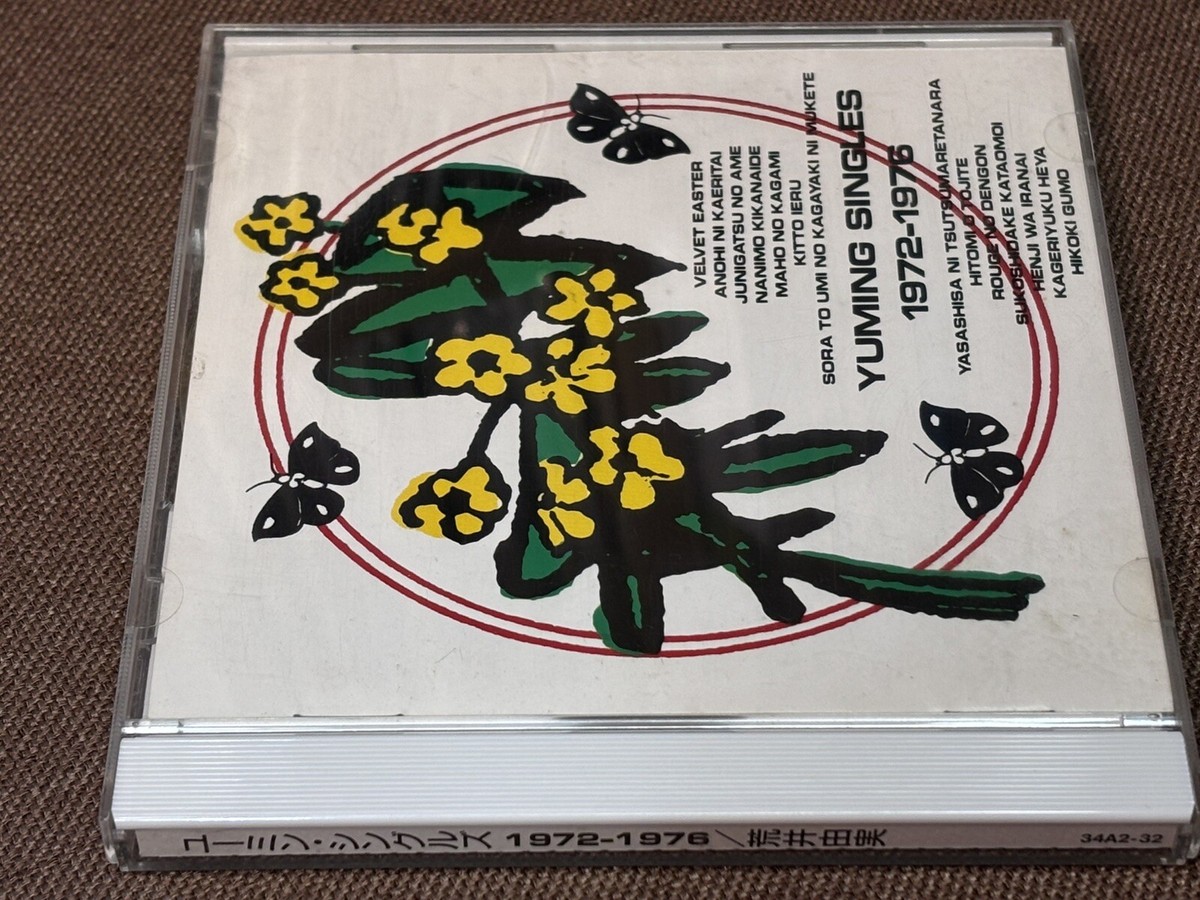 VELVET EASTER
ANOHI NI KAERITAI
JUNIGATSU NO AME
NANIMO KIKANAIDE
MAHO NO KAGAMI
KITTO IERU
SORA TO UMI NO KAGAYAKI NI MUKETE
YUMING SINGLES
1972-1976
YASASHISA NI TSUTSUMARETANARA
HITOMI O TOJITE
ROUGE NO DENGON
SUKOSHIDAKE KATAOMOI
HENJI WA IRANAI
KAGERIYUKU HEYA
HIKOKI GUMO
ユーミン・シングルズ 1972-1976/荒井由実
34A2-32